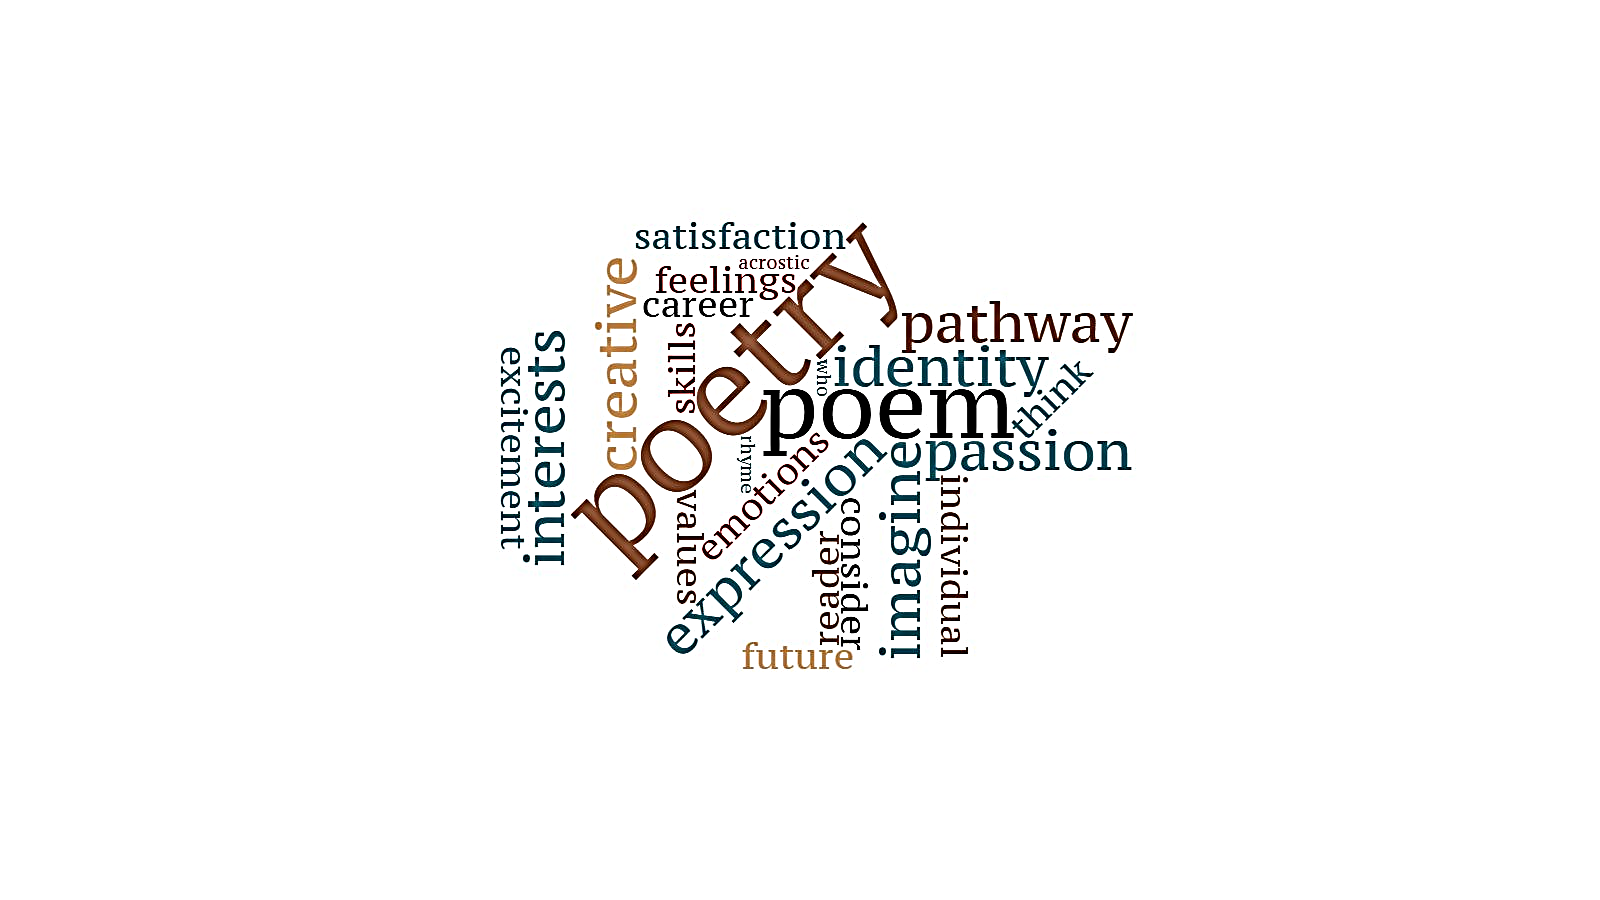 satisfaction
acrostic
feelings
career
creative
poetry
pathway
skills
interests
excitement
who
identity
think
poem
passion
rhyme
emotions
expression
values
consider
reader
imagine
individual
future